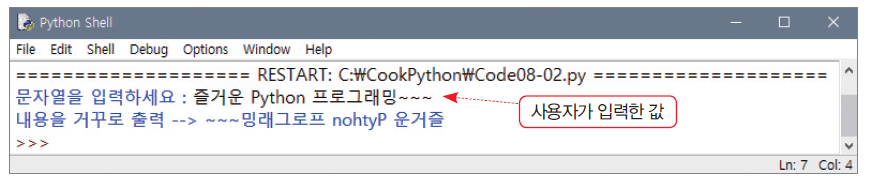 Python Shell
File Edit Shell Debug Options Window Help
==================== RESTART: C:₩CookPython₩Code08-02.py ====================
문자열을 입력하세요 : 즐거운 Python 프로그래밍~~~
사용자가 입력한 값
내용을 거꾸로 출력 --> ~~~밍래그로프 nohtyP 운거즐
>>>
Ln: 7 Col: 4